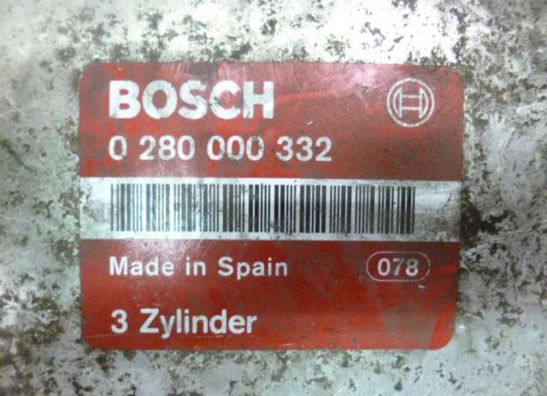 BOSCH
0 280 000 332
Made in Spain 078
3 Zylinder